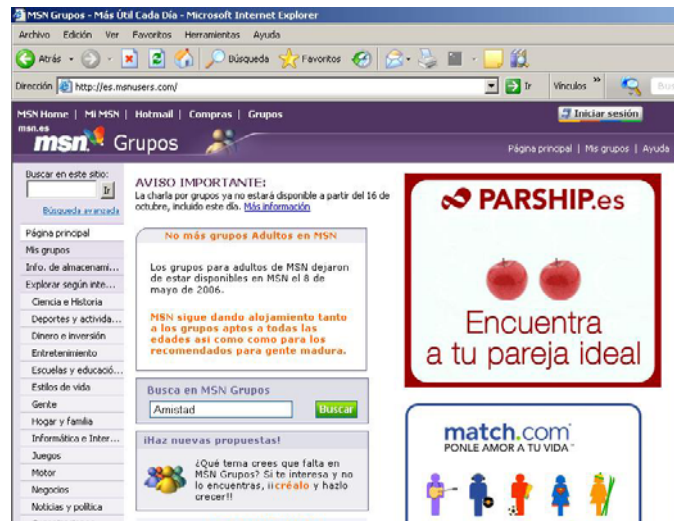 MSN Grupos - Más Útil Cada Día - Microsoft Internet Explorer
Archivo Edición Ver Favoritos Herramientas Ayuda
Atrás Búsqueda Favoritos
Dirección http://es.msnusers.com/ Ir Vínculos » Bus
MSN Home | Mi MSN | Hotmail | Compras | Grupos Iniciar sesión
msn.es
msn Grupos
Página principal | Mis grupos | Ayuda
Buscar en este sitio:
Ir
Búsqueda avanzada
Página principal
Mis grupos
Info. de almacenami...
Explorar según inte...
Ciencia e Historia
Deportes y activida...
Dinero e inversión
Entretenimiento
Escuelas y educació...
Estilos de vida
Gente
Hogar y familia
Informática e Inter...
Juegos
Motor
Negocios
Noticias y política
AVISO IMPORTANTE:
La charla por grupos ya no estará disponible a partir del 16 de
octubre, incluido este día. Más información
No más grupos Adultos en MSN
Los grupos para adultos de MSN dejaron
de estar disponibles en MSN el 8 de
mayo de 2006.
MSN sigue dando alojamiento tanto
a los grupos aptos a todas las
edades así como como para los
recomendados para gente madura.
Busca en MSN Grupos
Amistad Buscar
¡Haz nuevas propuestas!
¿Qué tema crees que falta en
MSN Grupos? Si te interesa y no
lo encuentras, ¡¡créalo y hazlo
crecer!!
PARSHIP.es
Encuentra
a tu pareja ideal
match.com
PONLE AMOR A TU VIDA